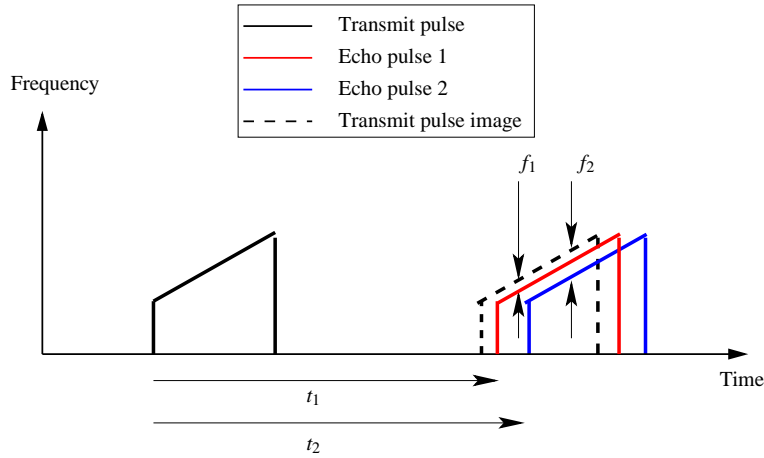 Transmit pulse
Echo pulse 1
Echo pulse 2
Transmit pulse image
Frequency
f1 f2
Time
t1
t2